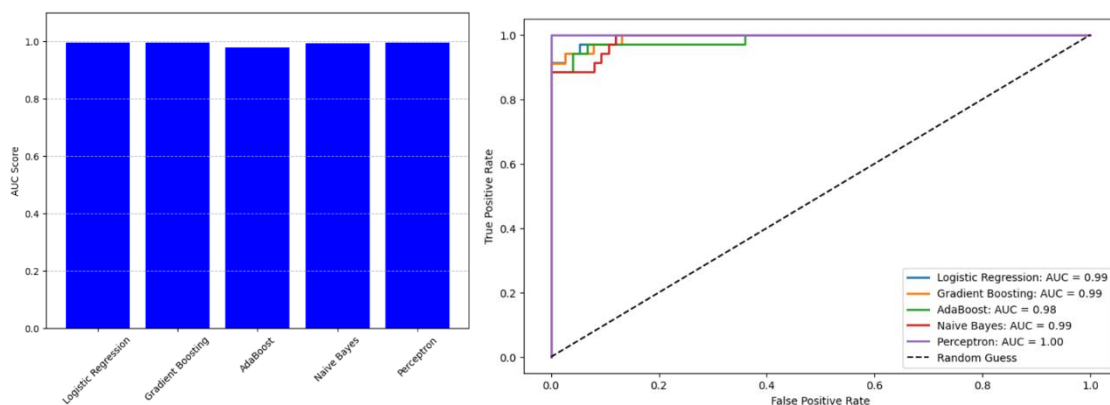 AUC Score
1.0
0.8
0.6
0.4
0.2
0.0
Logistic Regression
Gradient Boosting
AdaBoost
Naive Bayes
Perceptron
True Positive Rate
1.0
0.8
0.6
0.4
0.2
0.0
Logistic Regression: AUC = 0.99
Gradient Boosting: AUC = 0.99
AdaBoost: AUC = 0.98
Naive Bayes: AUC = 0.99
Perceptron: AUC = 1.00
Random Guess
0.0 0.2 0.4 0.6 0.8 1.0
False Positive Rate